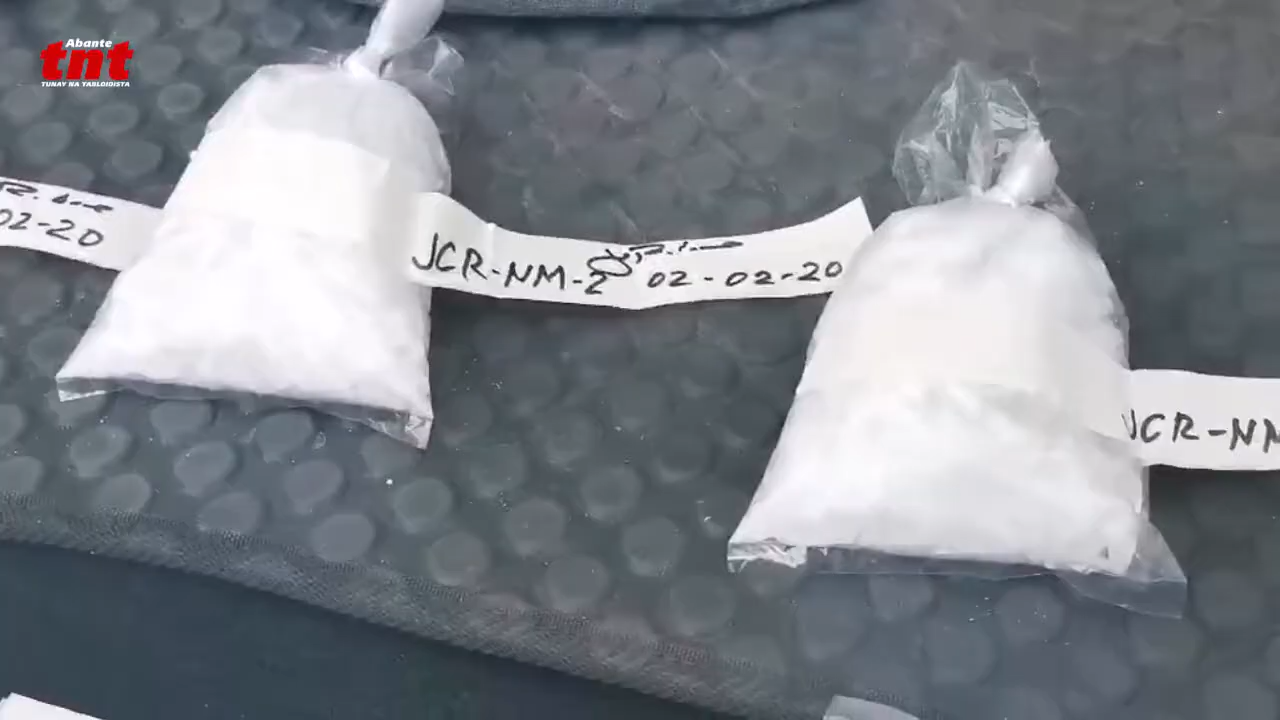 Abante
tnt
TUNAY NA TABLOIDISTA
02-20
JCR-NM-2 02-02-20
JCR-NM